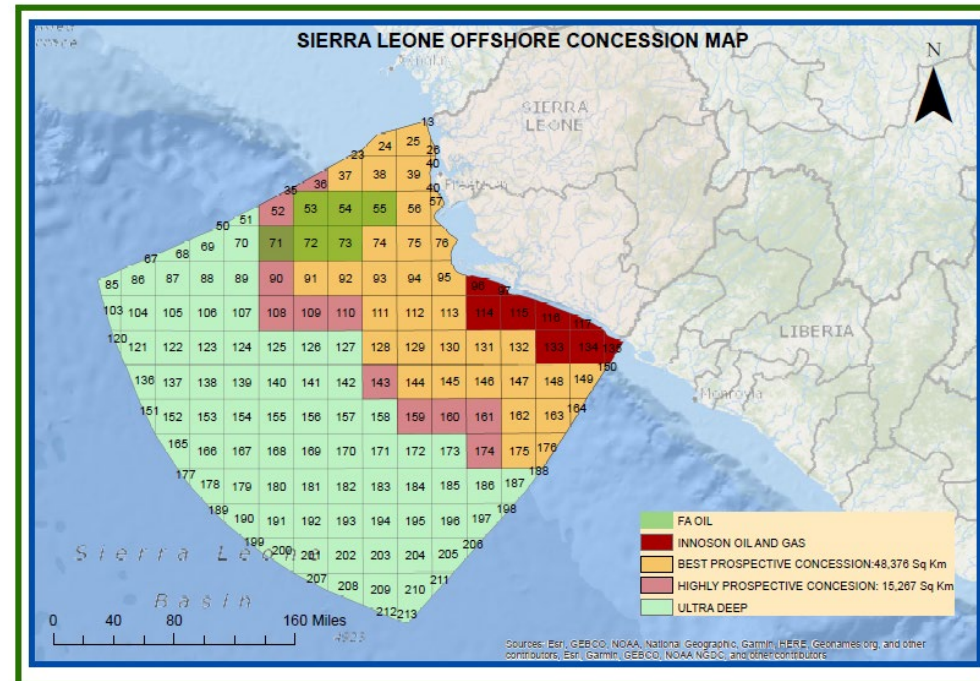 SIERRA LEONE OFFSHORE CONCESSION MAP
N
SIERRA
LEONE
13
24 25
23 26
40
36 37 38 39
35 40
52 53 54 55 56 57
50 51
67 68 69 70 71 72 73 74 75 76
85 86 87 88 89 90 91 92 93 94 95 96 97
103 104 105 106 107 108 109 110 111 112 113 114 115 116 117
LIBERIA
120 121 122 123 124 125 126 127 128 129 130 131 132 133 134 135
150
136 137 138 139 140 141 142 143 144 145 146 147 148 149
Monrovia
151 152 153 154 155 156 157 158 159 160 161 162 163 164
165 166 167 168 169 170 171 172 173 174 175 176
177 188
178 179 180 181 182 183 184 185 186 187
189 190 191 192 193 194 195 196 197 198
199 200 201 202 203 204 205 206
207 208 209 210 211
212 213
Sierra Leone
Basin
4923
0 40 80 160 Miles
FA OIL
INNOSON OIL AND GAS
BEST PROSPECTIVE CONCESSION:48,376 Sq Km
HIGHLY PROSPECTIVE CONCESION: 15,267 Sq Km
ULTRA DEEP
Sources: Esri, GEBCO, NOAA, National Geographic, Garmin, HERE, Geonames.org, and other
contributors, Esri, Garmin, GEBCO, NOAA NGDC, and other contributors